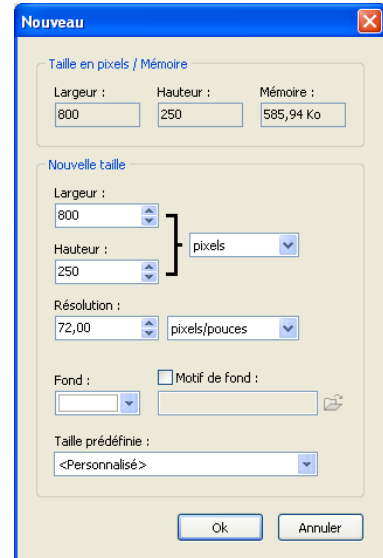 Nouveau
Taille en pixels / Mémoire
Largeur : Hauteur : Mémoire :
800 250 585,94 Ko
Nouvelle taille
Largeur :
800
pixels
Hauteur :
250
Résolution :
72,00 pixels/pouces
Fond : Motif de fond :
Taille prédéfinie :
<Personnalisé>
Ok Annuler